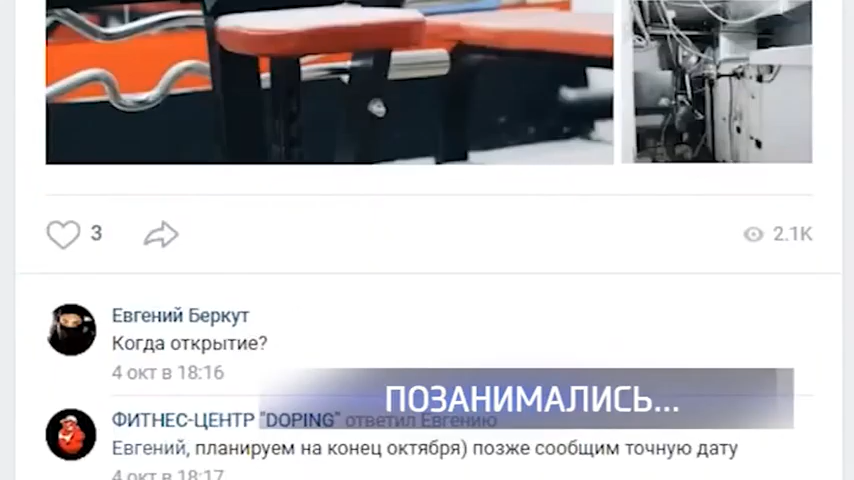 3
2.1K
Евгений Беркут
Когда открытие?
4 окт в 18:16
ПОЗАНИМАЛИСЬ...
ФИТНЕС-ЦЕНТР "DOPING" ответил Евгению
Евгений, планируем на конец октября) позже сообщим точную дату
4 окт в 18:17